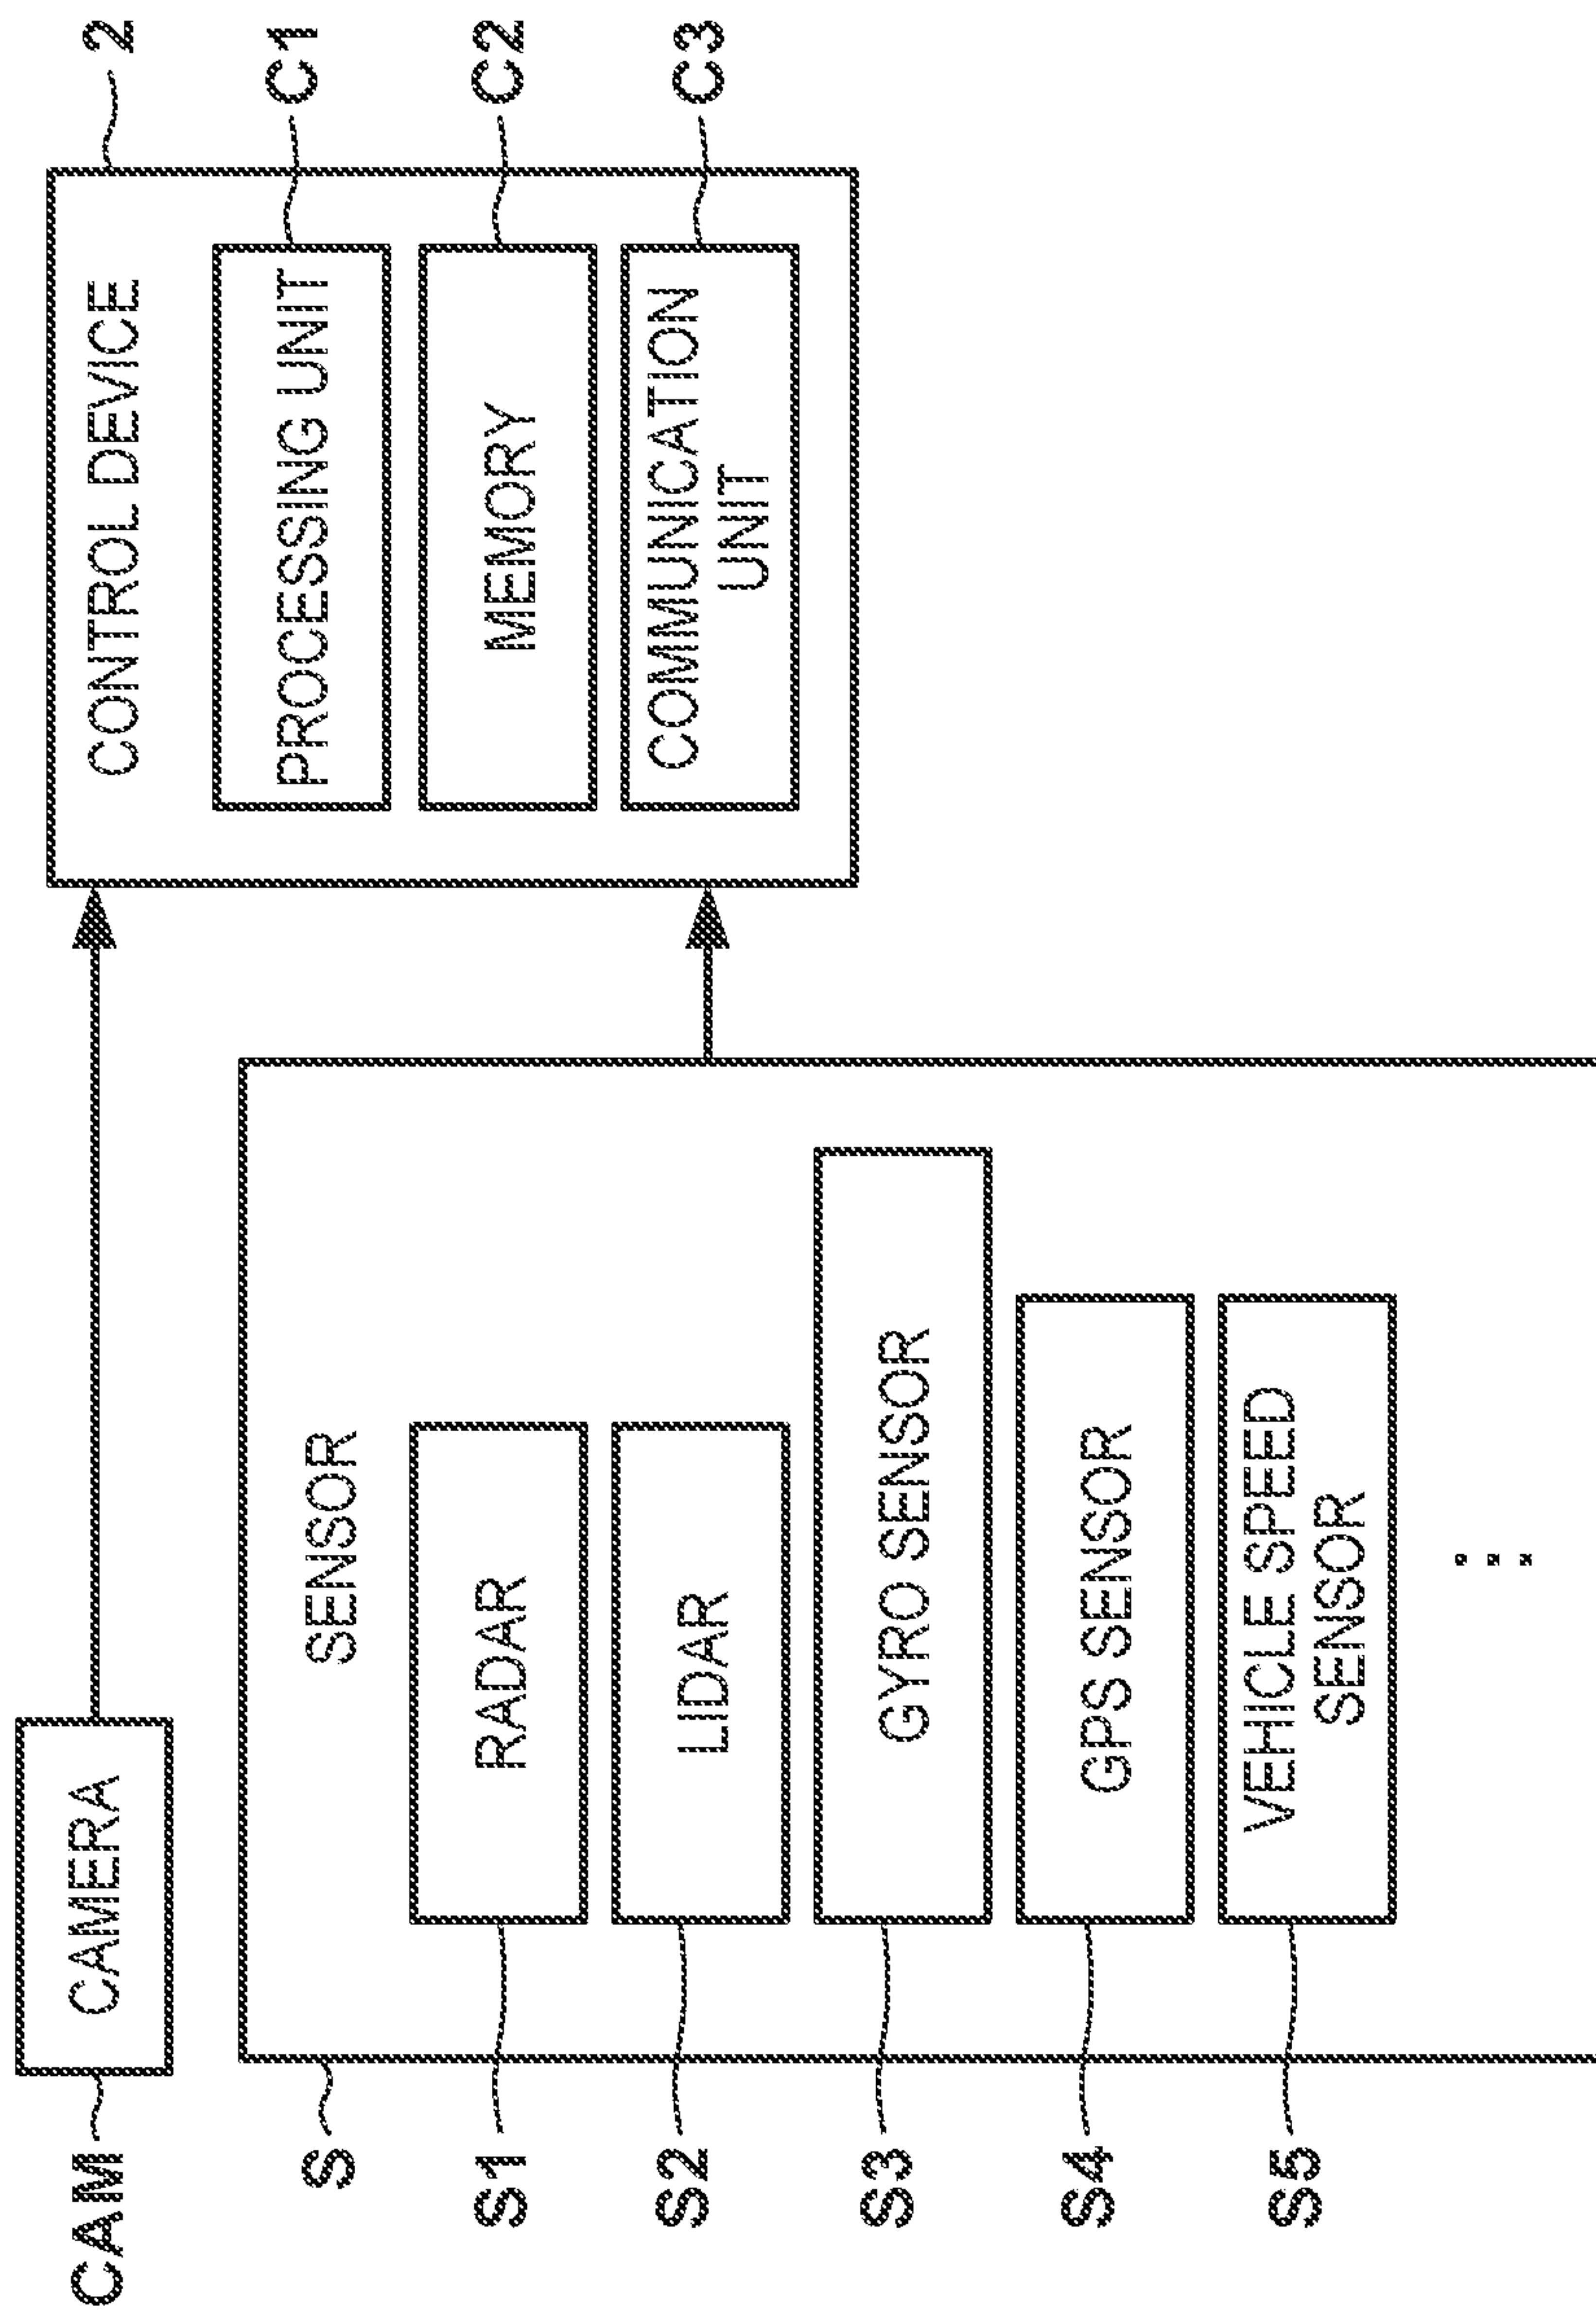 CAM
CAMERA
S
SENSOR
S1
RADAR
S2
LIDAR
S3
GYRO SENSOR
S4
GPS SENSOR
S5
VEHICLE SPEED
SENSOR
...
2
CONTROL DEVICE
C1
PROCESSING UNIT
C2
MEMORY
C3
COMMUNICATION
UNIT